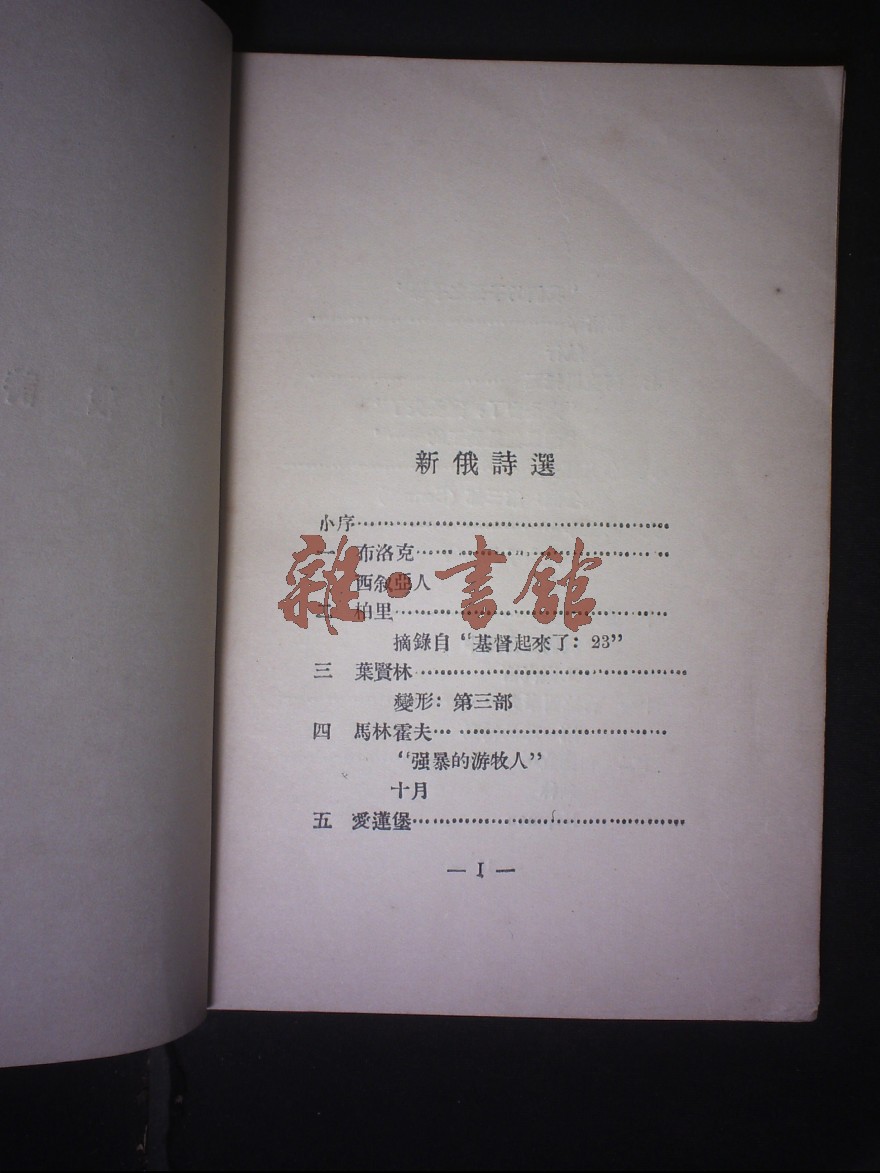 新俄詩選
小序
一 布洛克
西叙亞人
二 柏里
摘錄自“基督起來了：23”
三 葉賢林
變形：第三部
四 馬林霍夫
“强暴的游牧人”
十月
五 愛蓮堡
— I —
雜·書館